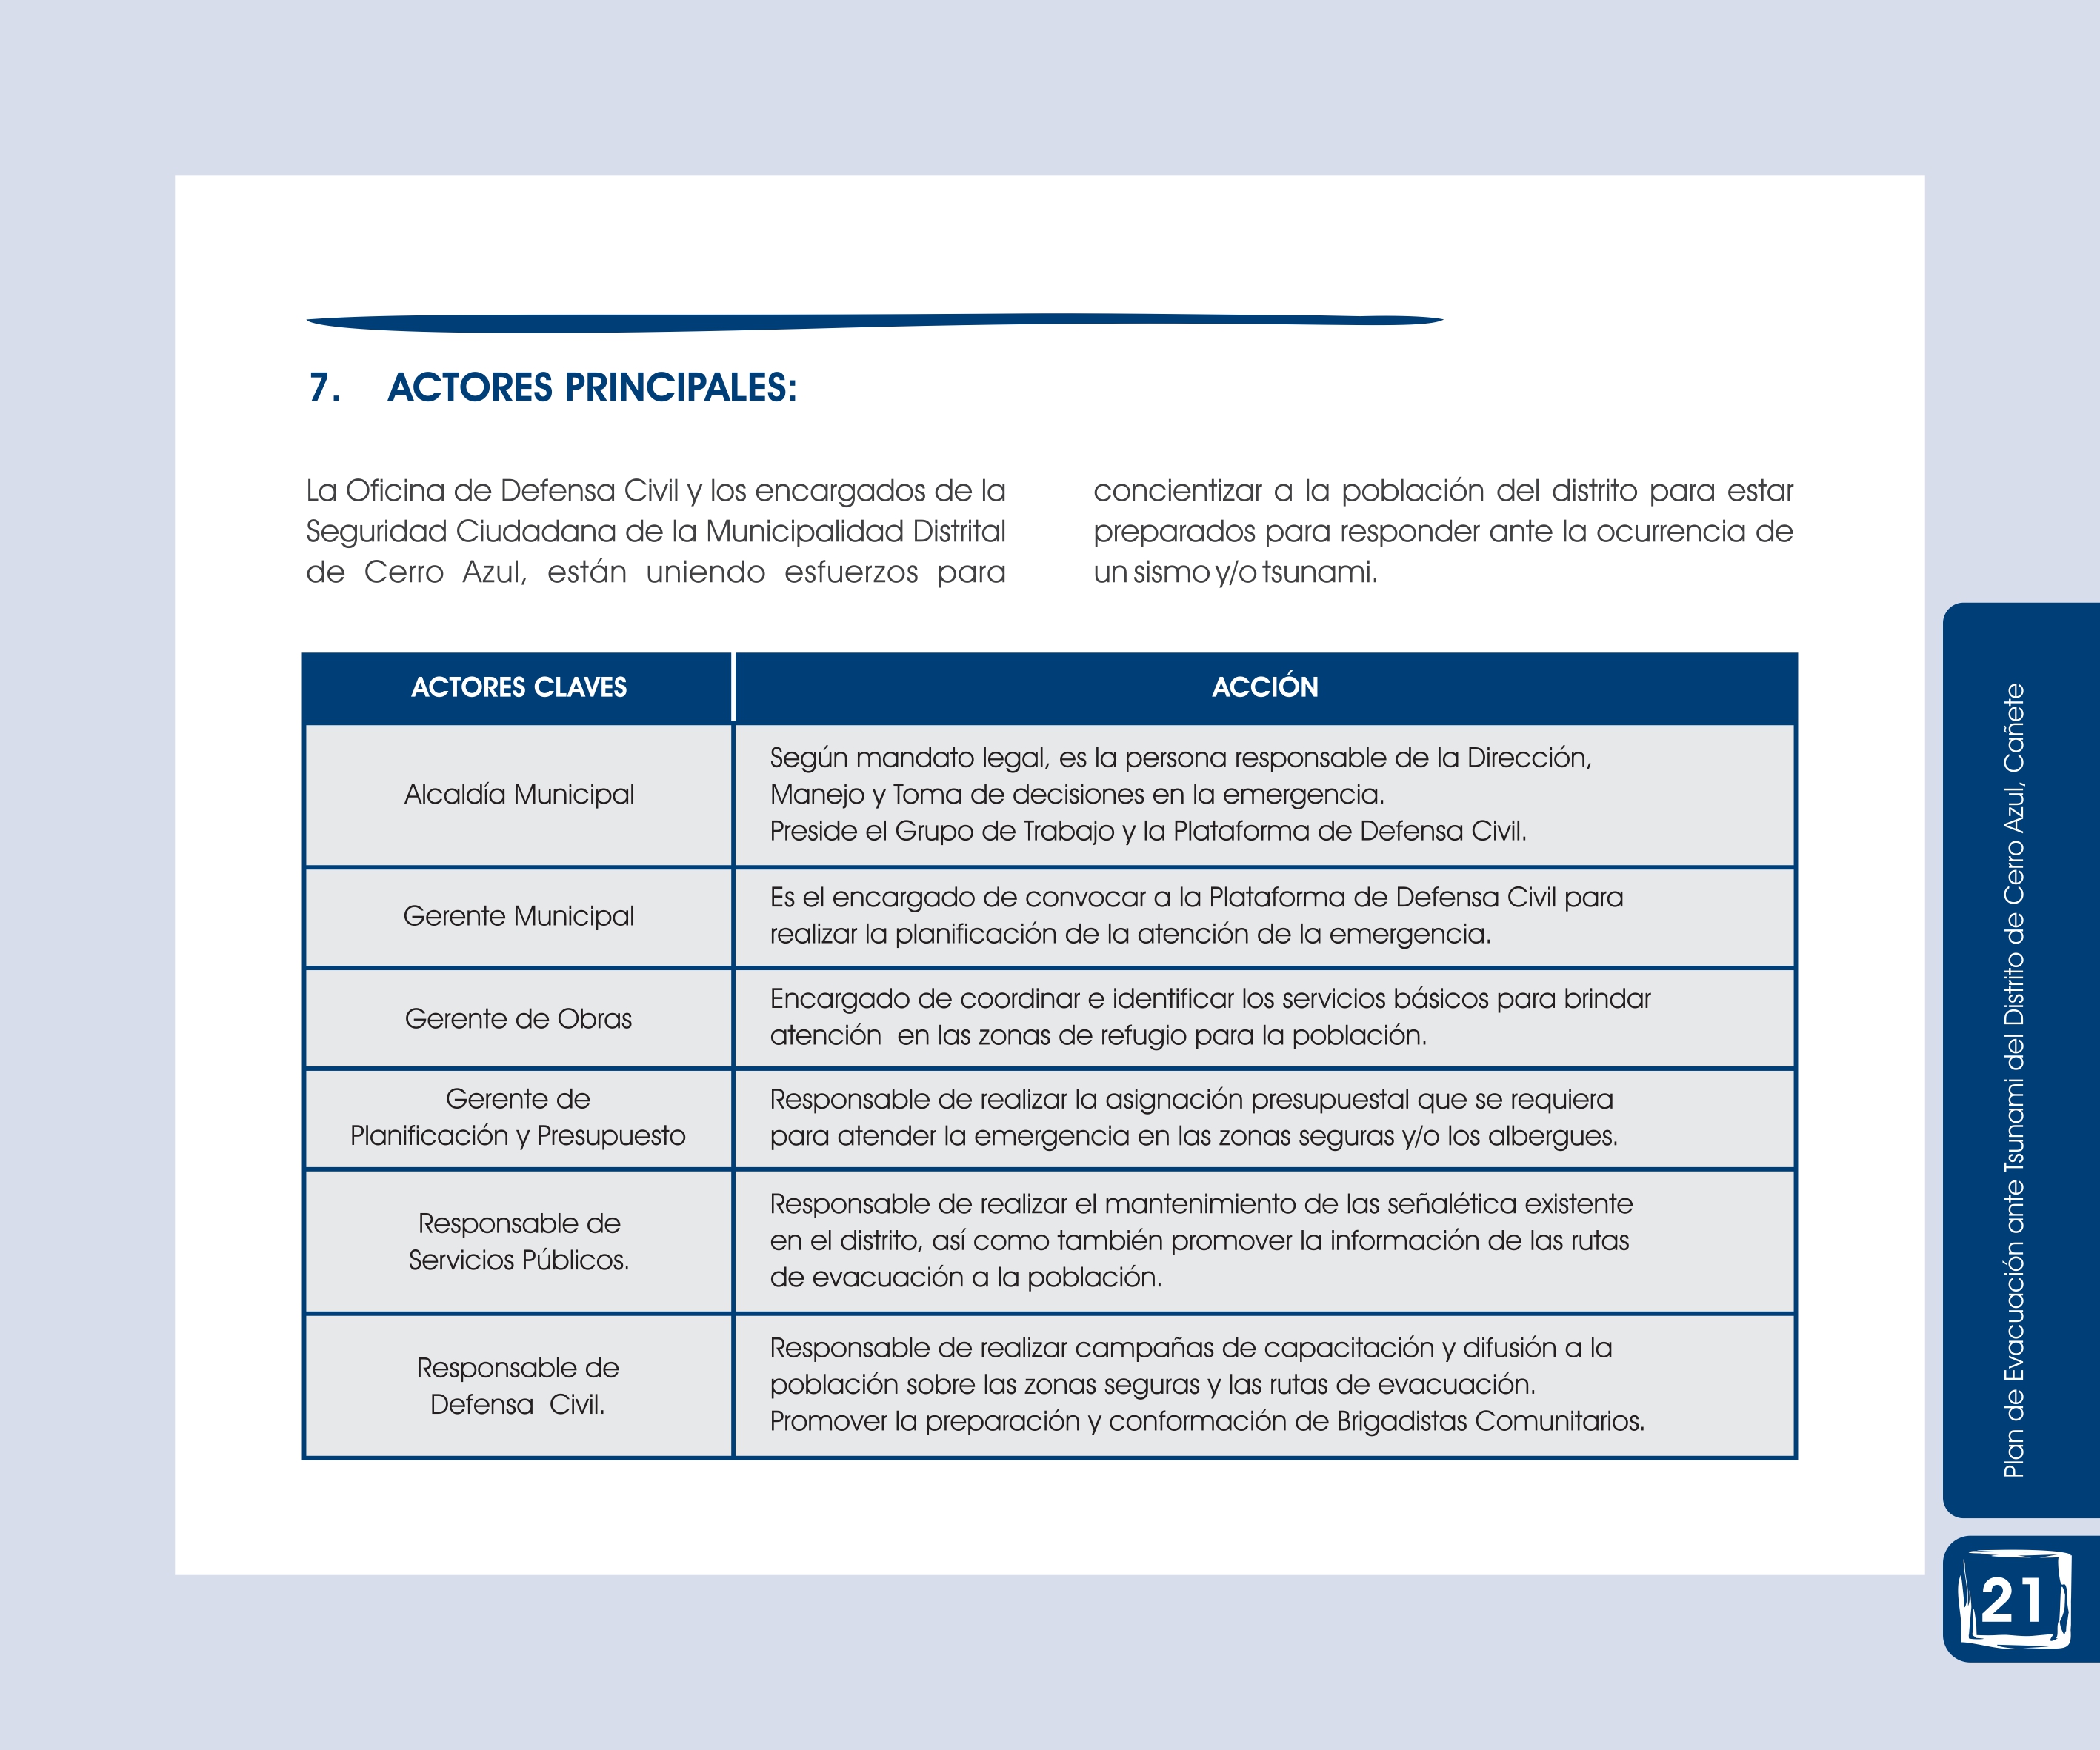 7. ACTORES PRINCIPALES:
La Oficina de Defensa Civil y los encargados de la
Seguridad Ciudadana de la Municipalidad Distrital
de Cerro Azul, están uniendo esfuerzos para
concientizar a la población del distrito para estar
preparados para responder ante la ocurrencia de
un sismo y/o tsunami.
ACTORES CLAVES
ACCIÓN
Alcaldía Municipal
Según mandato legal, es la persona responsable de la Dirección,
Manejo y Toma de decisiones en la emergencia.
Preside el Grupo de Trabajo y la Plataforma de Defensa Civil.
Gerente Municipal
Es el encargado de convocar a la Plataforma de Defensa Civil para
realizar la planificación de la atención de la emergencia.
Gerente de Obras
Encargado de coordinar e identificar los servicios básicos para brindar
atención en las zonas de refugio para la población.
Gerente de
Planificación y Presupuesto
Responsable de realizar la asignación presupuestal que se requiera
para atender la emergencia en las zonas seguras y/o los albergues.
Responsable de
Servicios Públicos.
Responsable de realizar el mantenimiento de las señalética existente
en el distrito, así como también promover la información de las rutas
de evacuación a la población.
Responsable de
Defensa Civil.
Responsable de realizar campañas de capacitación y difusión a la
población sobre las zonas seguras y las rutas de evacuación.
Promover la preparación y conformación de Brigadistas Comunitarios.
Plan de Evacuación ante Tsunami del Distrito de Cerro Azul, Cañete
21